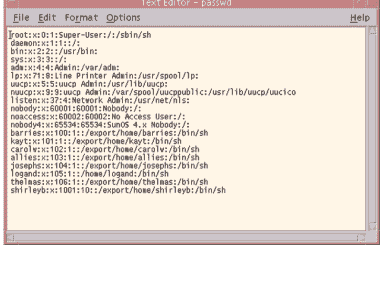 Text Editor - passwd
File Edit Format Options Help
root:x:0:1:Super-User:/:/sbin/sh
daemon:x:1:1::/:
bin:x:2:2::/usr/bin:
sys:x:3:3::/:
adm:x:4:4:Admin:/var/adm:
lp:x:71:8:Line Printer Admin:/usr/spool/lp:
uucp:x:5:5:uucp Admin:/usr/lib/uucp:
nuucp:x:9:9:uucp Admin:/var/spool/uucppublic:/usr/lib/uucp/uucico
listen:x:37:4:Network Admin:/usr/net/nls:
nobody:x:60001:60001:Nobody:/:
noaccess:x:60002:60002:No Access User:/:
nobody4:x:65534:65534:SunOS 4.x Nobody:/:
barries:x:100:1::/export/home/barries:/bin/sh
kayt:x:101:1::/export/home/kayt:/bin/sh
carolw:x:102:1::/export/home/carolw:/bin/sh
allies:x:103:1::/export/home/allies:/bin/sh
josephs:x:104:1::/export/home/josephs:/bin/sh
logand:x:105:1::/home/logand:/bin/sh
thelmas:x:106:1::/export/home/thelmas:/bin/sh
shirleyb:x:1001:10::/export/home/shirleyb:/bin/sh